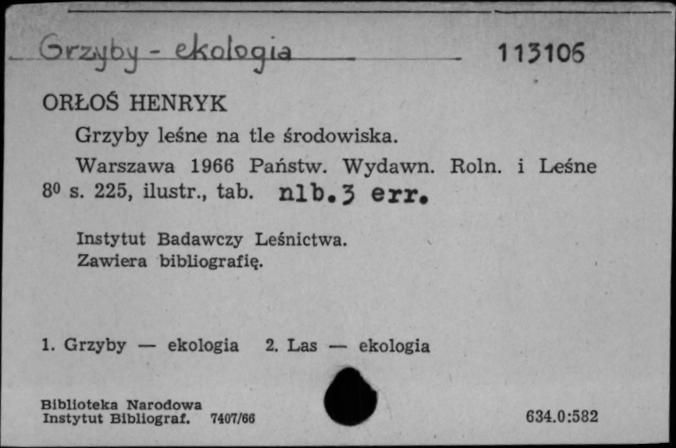 Grzyby - ekologia 113106
ORŁOŚ HENRYK
Grzyby leśne na tle środowiska.
Warszawa 1966 Państw. Wydawn. Roln. i Leśne
8⁰ s. 225, ilustr., tab. nlb.3 err.
Instytut Badawczy Leśnictwa.
Zawiera bibliografię.
1. Grzyby — ekologia 2. Las — ekologia
Biblioteka Narodowa
Instytut Bibliograf. 7407/66 634.0:582